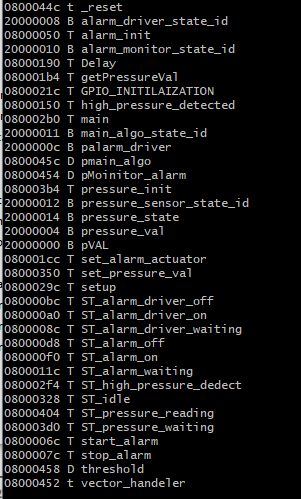 0800044c t _reset
20000008 B alarm_driver_state_id
08000050 T alarm_init
20000010 B alarm_monitor_state_id
08000190 T Delay
080001b4 T getPressureVal
0800021c T GPIO_INITILAIZATION
08000150 T high_pressure_detected
080002b0 T main
20000011 B main_algo_state_id
2000000c B palarm_driver
0800045c D pmain_algo
08000454 D pMoinitor_alarm
080003b4 T pressure_init
20000012 B pressure_sensor_state_id
20000014 B pressure_state
20000004 B pressure_val
20000000 B pVAL
080001cc T set_alarm_actuator
08000350 T set_pressure_val
0800029c T setup
080000bc T ST_alarm_driver_off
080000a0 T ST_alarm_driver_on
0800008c T ST_alarm_driver_waiting
080000d8 T ST_alarm_off
080000f0 T ST_alarm_on
0800011c T ST_alarm_waiting
080002f4 T ST_high_pressure_dedect
08000328 T ST_idle
08000404 T ST_pressure_reading
080003d0 T ST_pressure_waiting
0800006c T start_alarm
0800007c T stop_alarm
08000458 D threshold
08000452 t vector_handeler